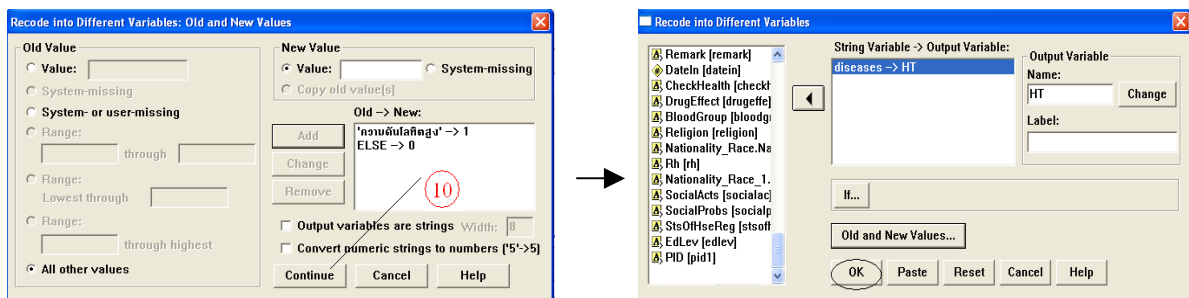 Recode into Different Variables: Old and New Values
Old Value
Value:
System-missing
System- or user-missing
Range:
through
Range:
Lowest through
Range:
through highest
All other values
New Value
Value:
System-missing
Copy old value(s)
Old --> New:
Add
Change
Remove
'ความดันโลหิตสูง' --> 1
ELSE --> 0
10
Output variables are strings
Width: 8
Convert numeric strings to numbers ('5'->5)
Continue
Cancel
Help
Recode into Different Variables
Remark [remark]
DateIn [datein]
CheckHealth [checkh
DrugEffect [drugeffe]
BloodGroup [bloodg
Religion [religion]
Nationality_Race.Na
Rh [rh]
Nationality_Race_1.
SocialActs [socialac]
SocialProbs [socialp
StsOfHseReg [stsoff
EdLev [edlev]
PID [pid1]
String Variable -> Output Variable:
diseases --> HT
Output Variable
Name:
HT
Change
Label:
If...
Old and New Values...
OK
Paste
Reset
Cancel
Help